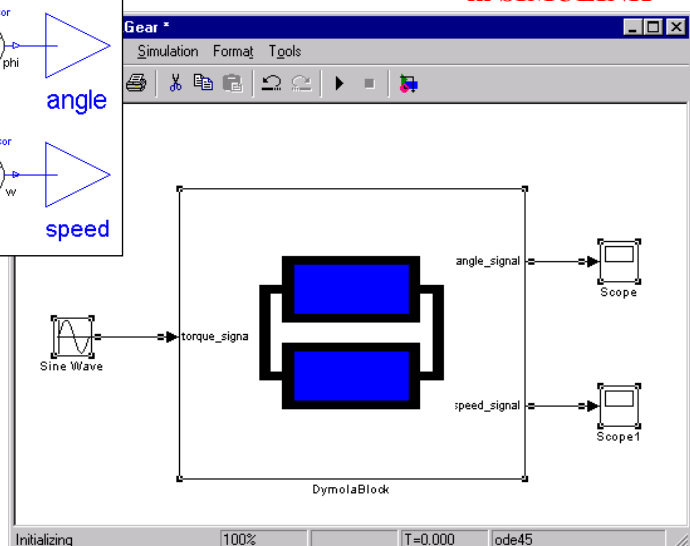 Gear *
Simulation Format Tools
phi
angle
w
speed
angle_signal
Scope
torque_signa
Sine Wave
speed_signal
Scope1
DymolaBlock
Initializing 100% T=0.000 ode45